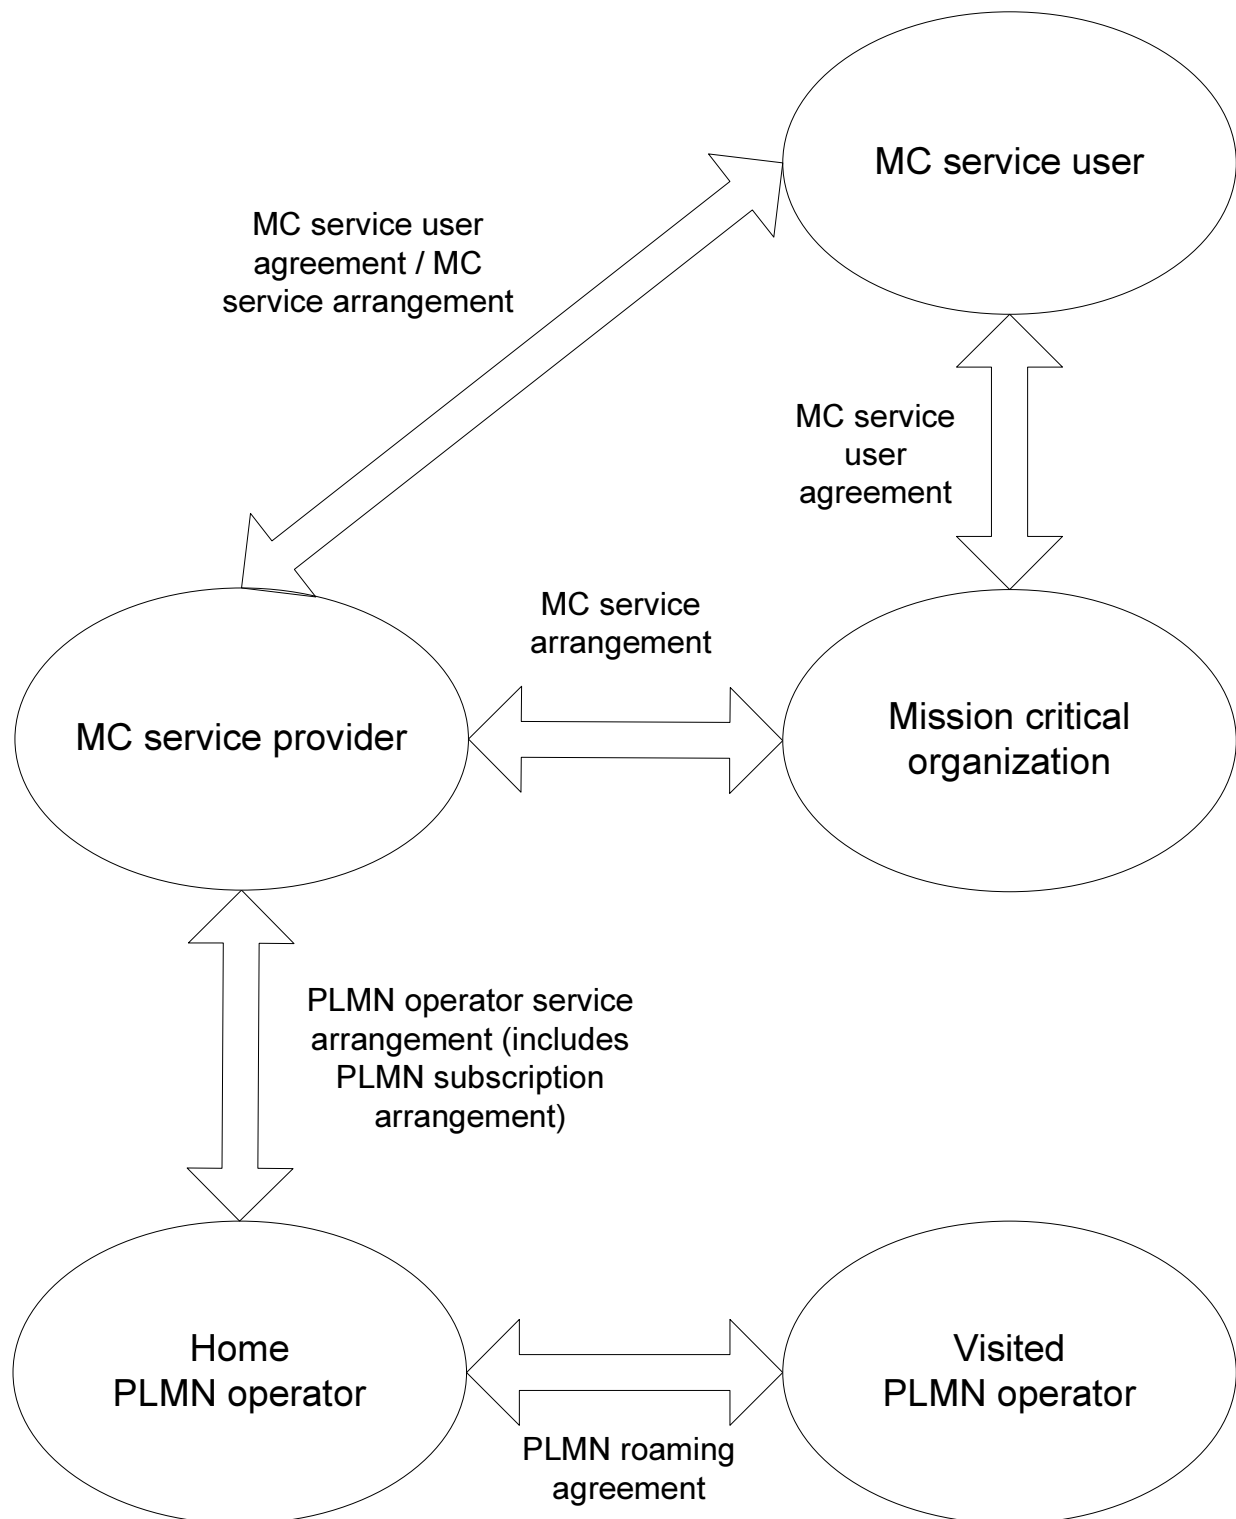 MC service user
MC service user
agreement / MC
service arrangement
MC service
user
agreement
MC service
arrangement
MC service provider
Mission critical
organization
PLMN operator service
arrangement (includes
PLMN subscription
arrangement)
Home
PLMN operator
Visited
PLMN operator
PLMN roaming
agreement